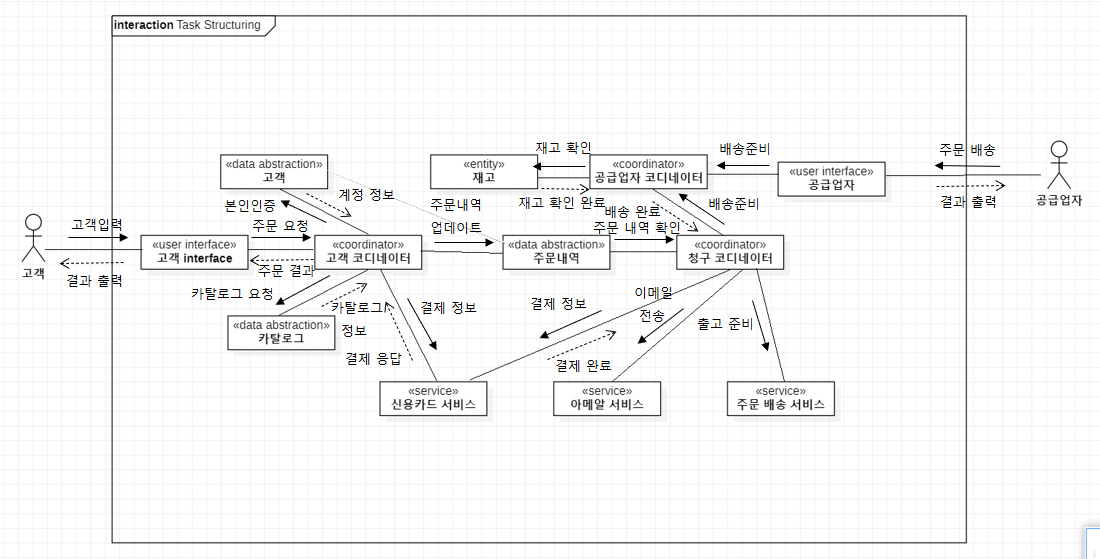 interaction Task Structuring
재고 확인
배송준비
주문 배송
«data abstraction»
고객
«entity»
재고
«coordinator»
공급업자 코디네이터
«user interface»
공급업자
계정 정보
본인인증
주문내역
업데이트
재고 확인 완료
배송 완료
배송준비
결과 출력
공급업자
고객입력
주문 요청
주문 내역 확인
«user interface»
고객 interface
«coordinator»
고객 코디네이터
«data abstraction»
주문내역
«coordinator»
청구 코디네이터
고객
결과 출력
주문 결과
카탈로그 요청
카탈로그
정보
결제 정보
결제 정보
이메일
전송
출고 준비
«data abstraction»
카탈로그
결제 응답
결제 완료
«service»
신용카드 서비스
«service»
아메알 서비스
«service»
주문 배송 서비스